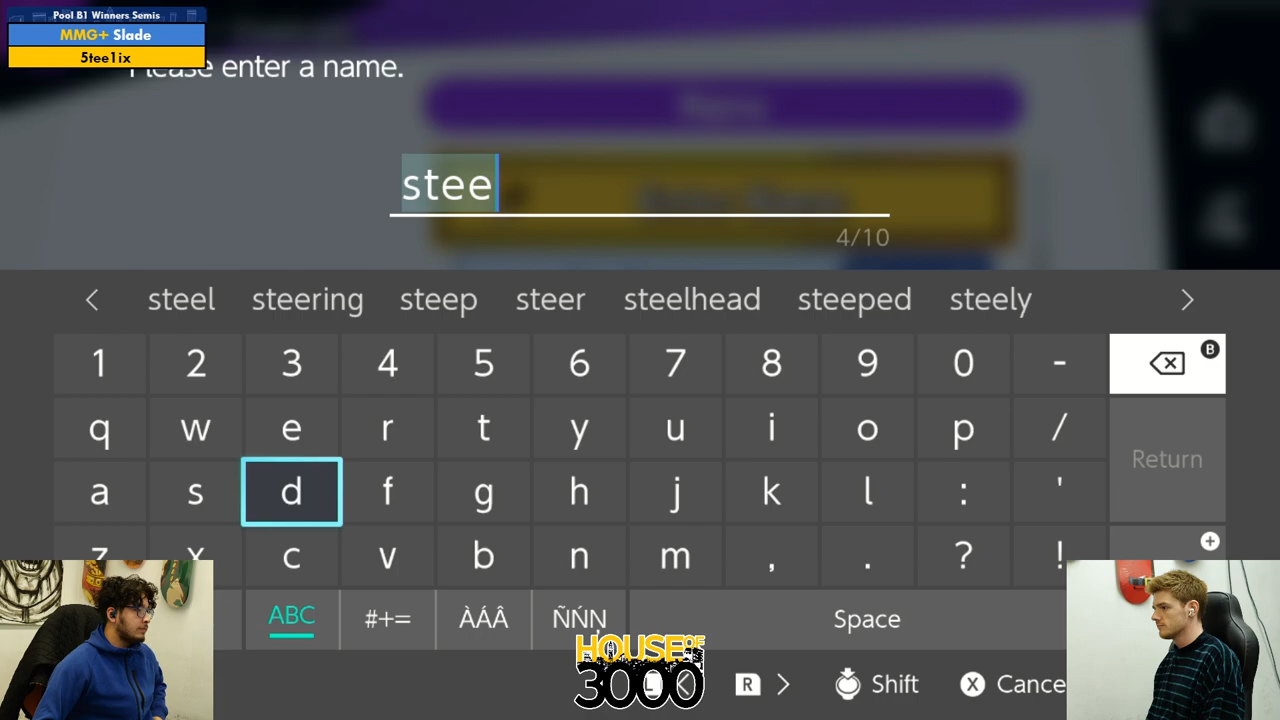 Pool B1 Winners Semis
MMG+ Slade
5tee1ix
Please enter a name.
stee
4/10
steel steering steep steer steelhead steeped steely
1 2 3 4 5 6 7 8 9 0 -
B
q w e r t y u i o p /
Return
a s d f g h j k l : '
z x c v b n m , . ? !
+
ABC #+= ÀÁÂ ÑŃṆ Space
HOUSE OF
3000
L R Shift X Cance